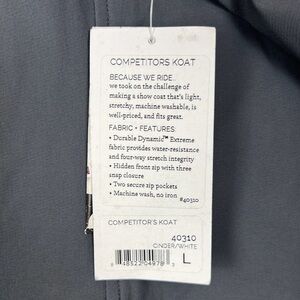 COMPETITORS KOAT
BECAUSE WE RIDE...
we took on the challenge of
making a show coat that's light,
stretchy, machine washable, is
well-priced, and fits great.
FABRIC + FEATURES:
• Durable Dynamic™ Extreme
fabric provides water-resistance
and four-way stretch integrity
• Hidden front zip with three
snap closure
• Two secure zip pockets
• Machine wash, no iron
#40310
COMPETITOR'S KOAT
40310
CINDER/WHITE
L